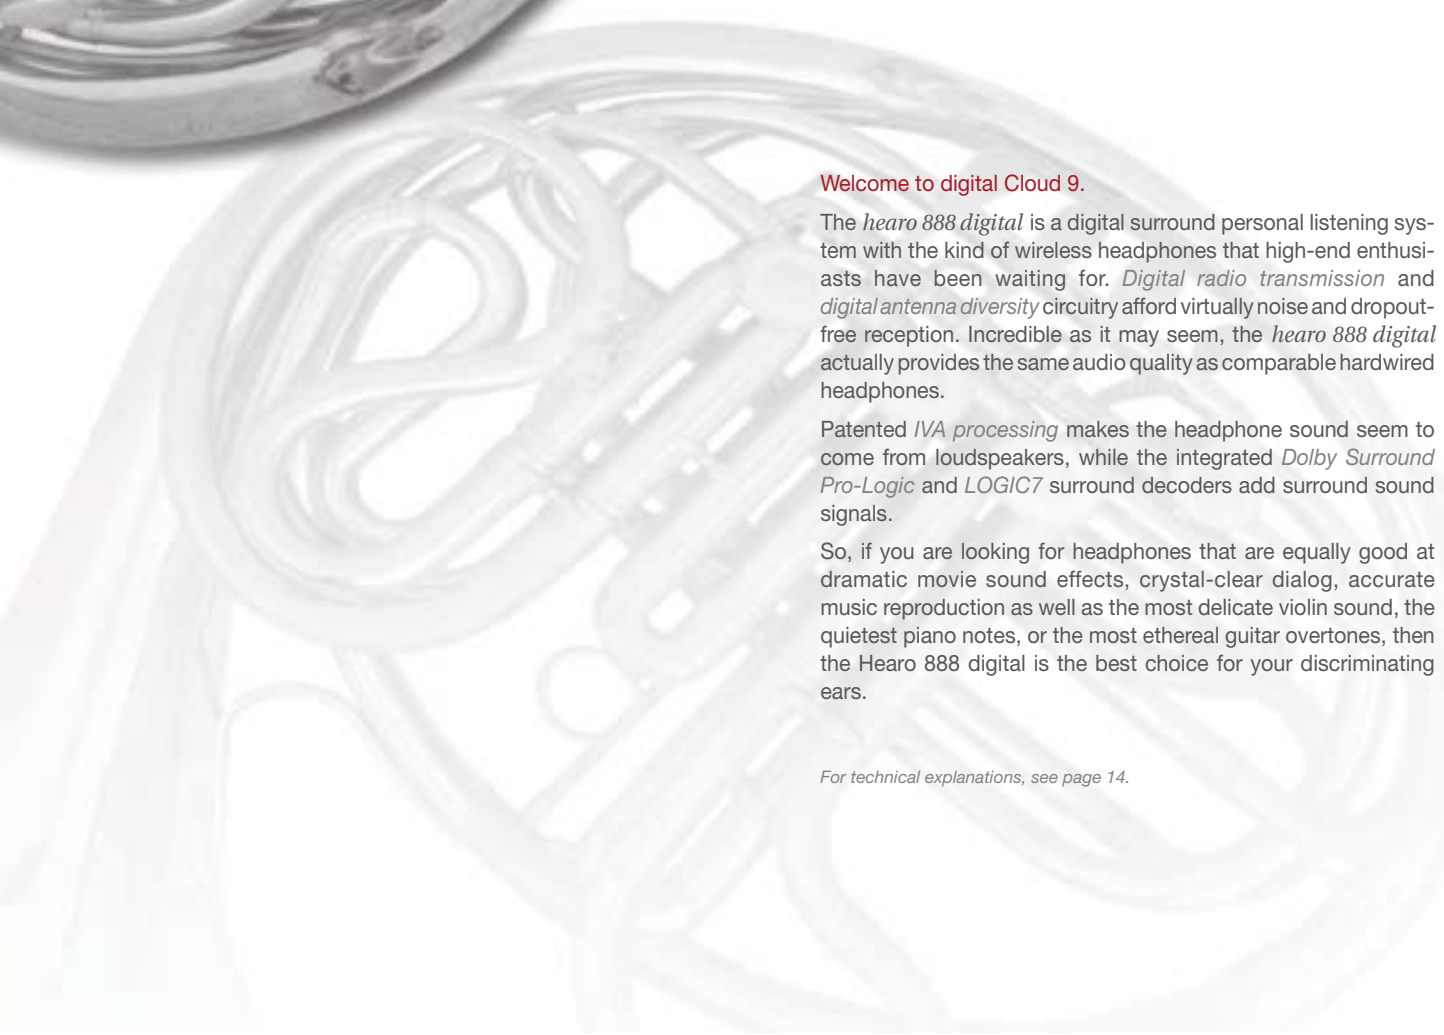 Welcome to digital Cloud 9.
The hearo 888 digital is a digital surround personal listening sys-
tem with the kind of wireless headphones that high-end enthusi-
asts have been waiting for. Digital radio transmission and
digital antenna diversity circuitry afford virtually noise and dropout-
free reception. Incredible as it may seem, the hearo 888 digital
actually provides the same audio quality as comparable hardwired
headphones.
Patented IVA processing makes the headphone sound seem to
come from loudspeakers, while the integrated Dolby Surround
Pro-Logic and LOGIC7 surround decoders add surround sound
signals.
So, if you are looking for headphones that are equally good at
dramatic movie sound effects, crystal-clear dialog, accurate
music reproduction as well as the most delicate violin sound, the
quietest piano notes, or the most ethereal guitar overtones, then
the Hearo 888 digital is the best choice for your discriminating
ears.
For technical explanations, see page 14.